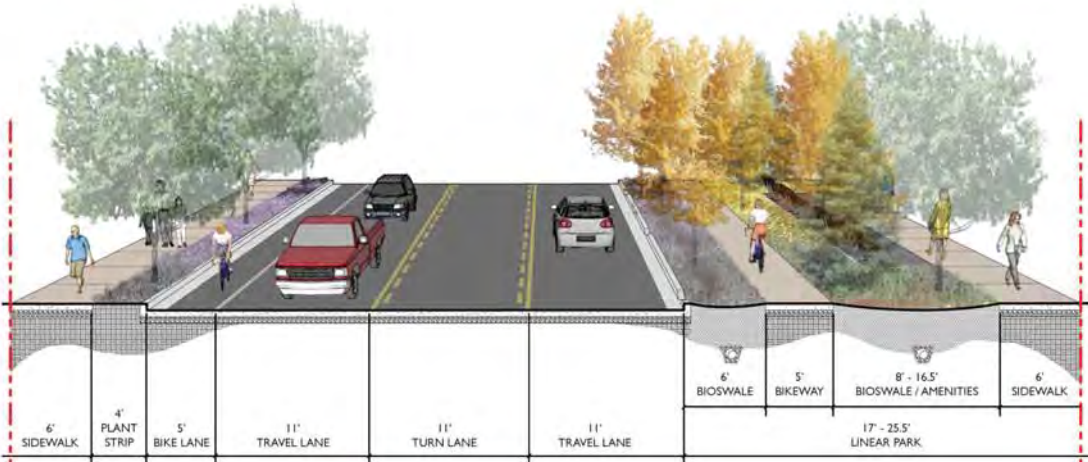 6'
BIOSWALE
5'
BIKEWAY
8' - 16.5'
BIOSWALE / AMENITIES
6'
SIDEWALK
6'
SIDEWALK
4'
PLANT
STRIP
5'
BIKE LANE
11'
TRAVEL LANE
11'
TURN LANE
11'
TRAVEL LANE
17' - 25.5'
LINEAR PARK